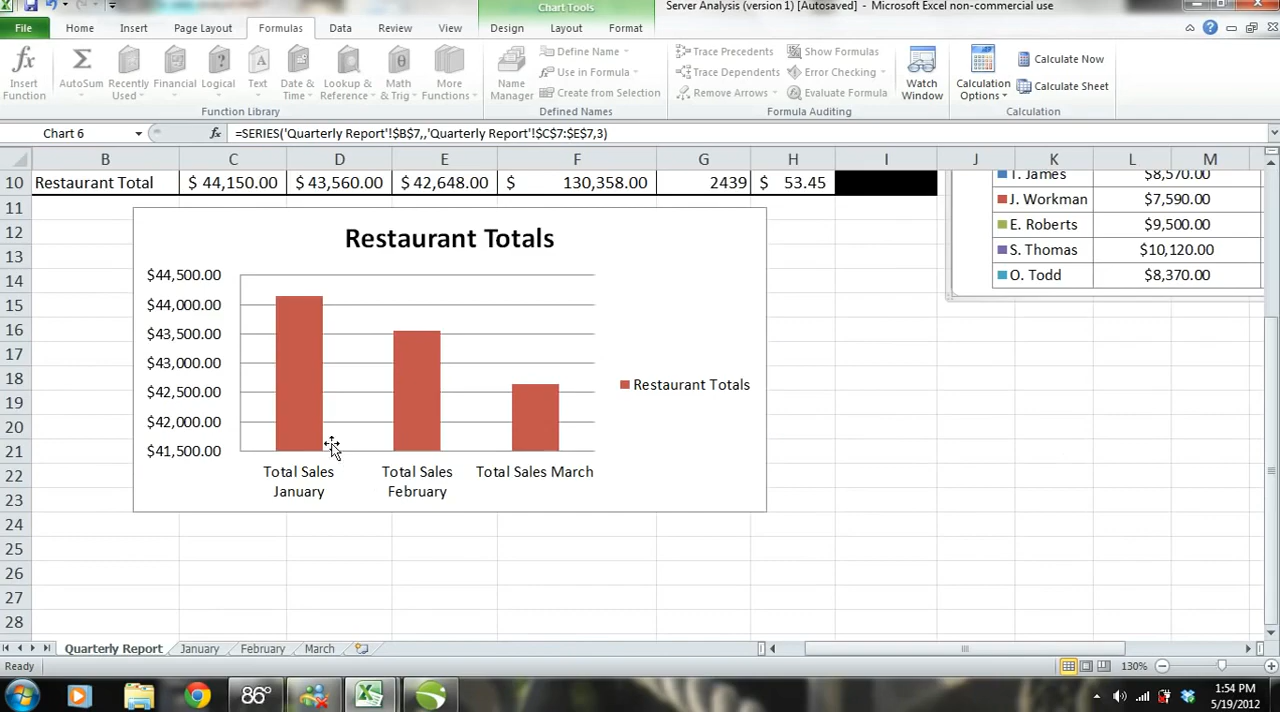 Chart Tools
Server Analysis (version 1) [Autosaved] - Microsoft Excel non-commercial use
File Home Insert Page Layout Formulas Data Review View Design Layout Format
Insert Function
AutoSum
Recently Used
Financial
Logical
Text
Date & Time
Lookup & Reference
Math & Trig
More Functions
Function Library
Name Manager
Define Name
Use in Formula
Create from Selection
Defined Names
Trace Precedents
Trace Dependents
Remove Arrows
Show Formulas
Error Checking
Evaluate Formula
Formula Auditing
Watch Window
Calculation Options
Calculate Now
Calculate Sheet
Calculation
Chart 6 fx =SERIES('Quarterly Report'!$B$7,,'Quarterly Report'!$C$7:$E$7,3)
B C D E F G H I J K L M
10 Restaurant Total $ 44,150.00 $ 43,560.00 $ 42,648.00 $ 130,358.00 2439 $ 53.45
T. James $8,570.00
J. Workman $7,590.00
E. Roberts $9,500.00
S. Thomas $10,120.00
O. Todd $8,370.00
11
12
13
14
15
16
17
18
19
20
21
22
23
24
25
26
27
28
Restaurant Totals
$44,500.00
$44,000.00
$43,500.00
$43,000.00
$42,500.00
$42,000.00
$41,500.00
Total Sales January
Total Sales February
Total Sales March
Restaurant Totals
Quarterly Report January February March
Ready 130%
86°
1:54 PM
5/19/2012